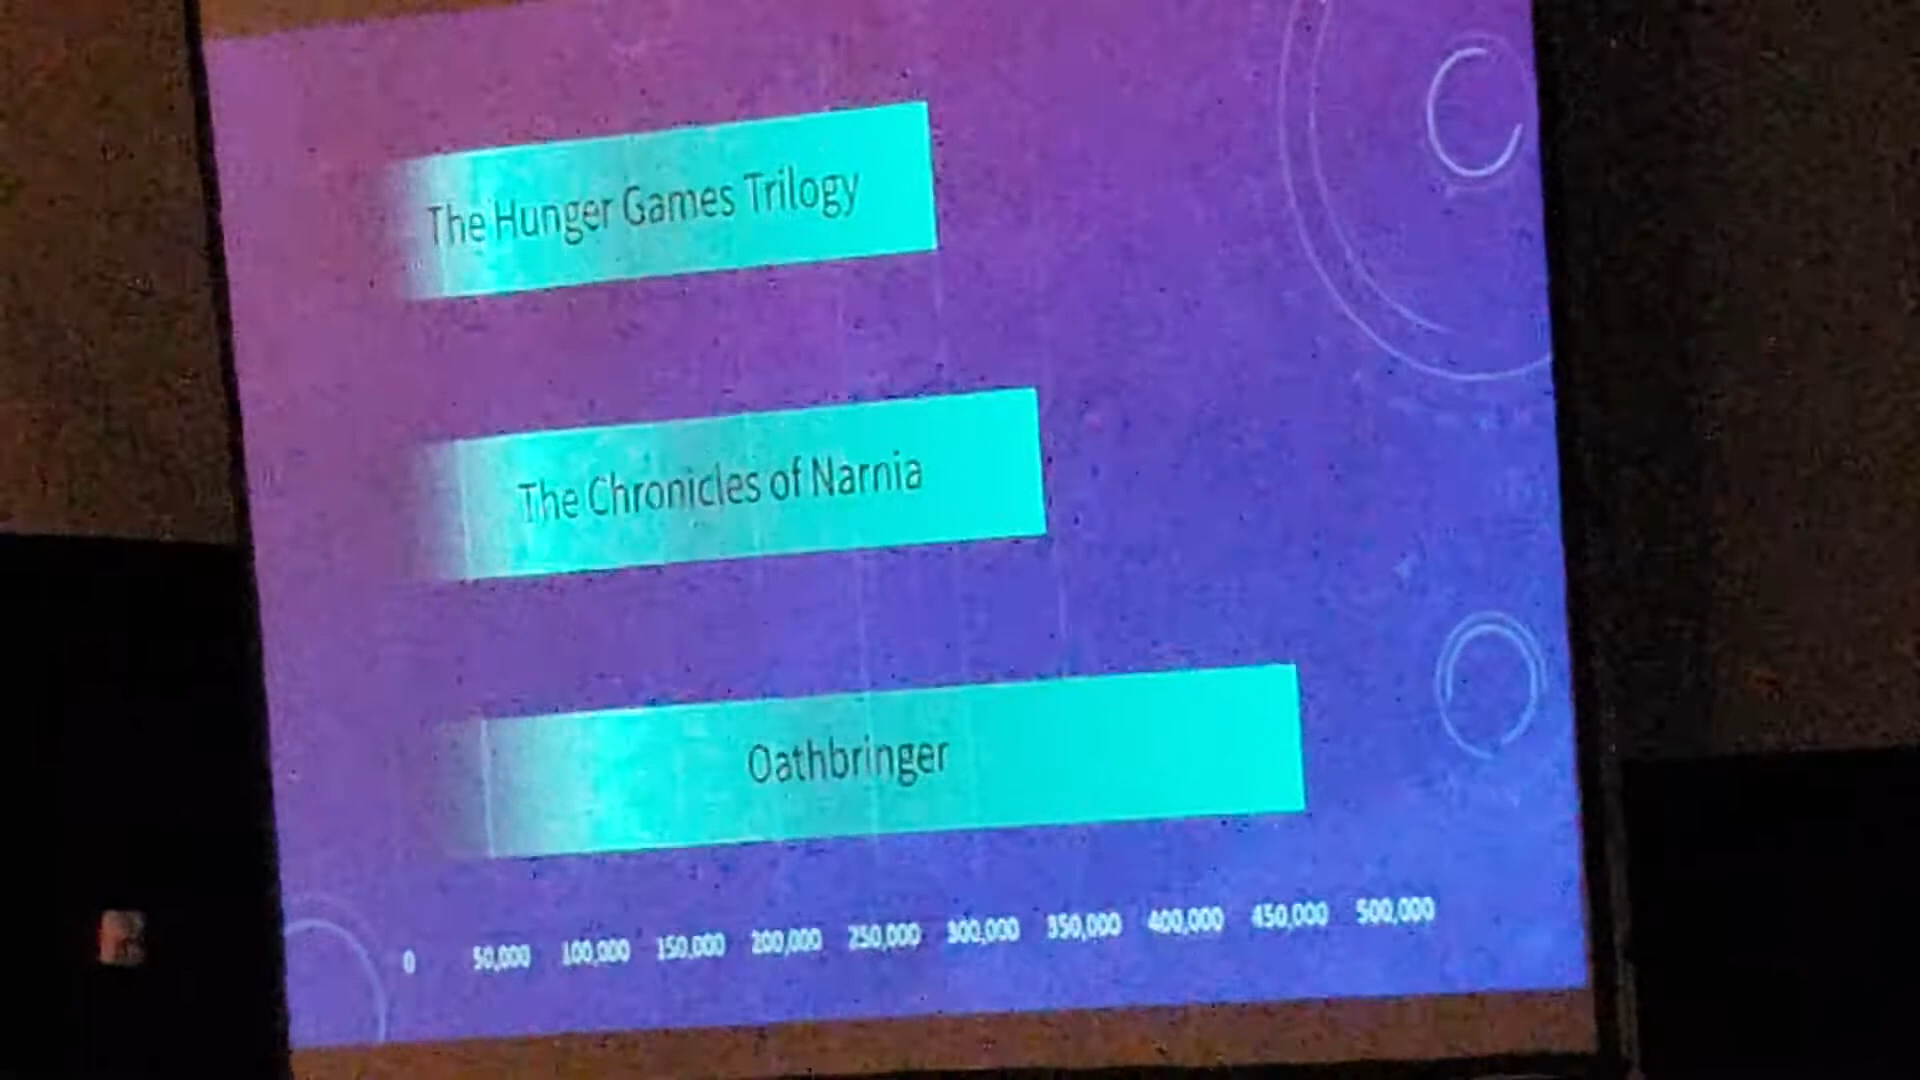 The Hunger Games Trilogy
The Chronicles of Narnia
Oathbringer
0 50,000 100,000 150,000 200,000 250,000 300,000 350,000 400,000 450,000 500,000